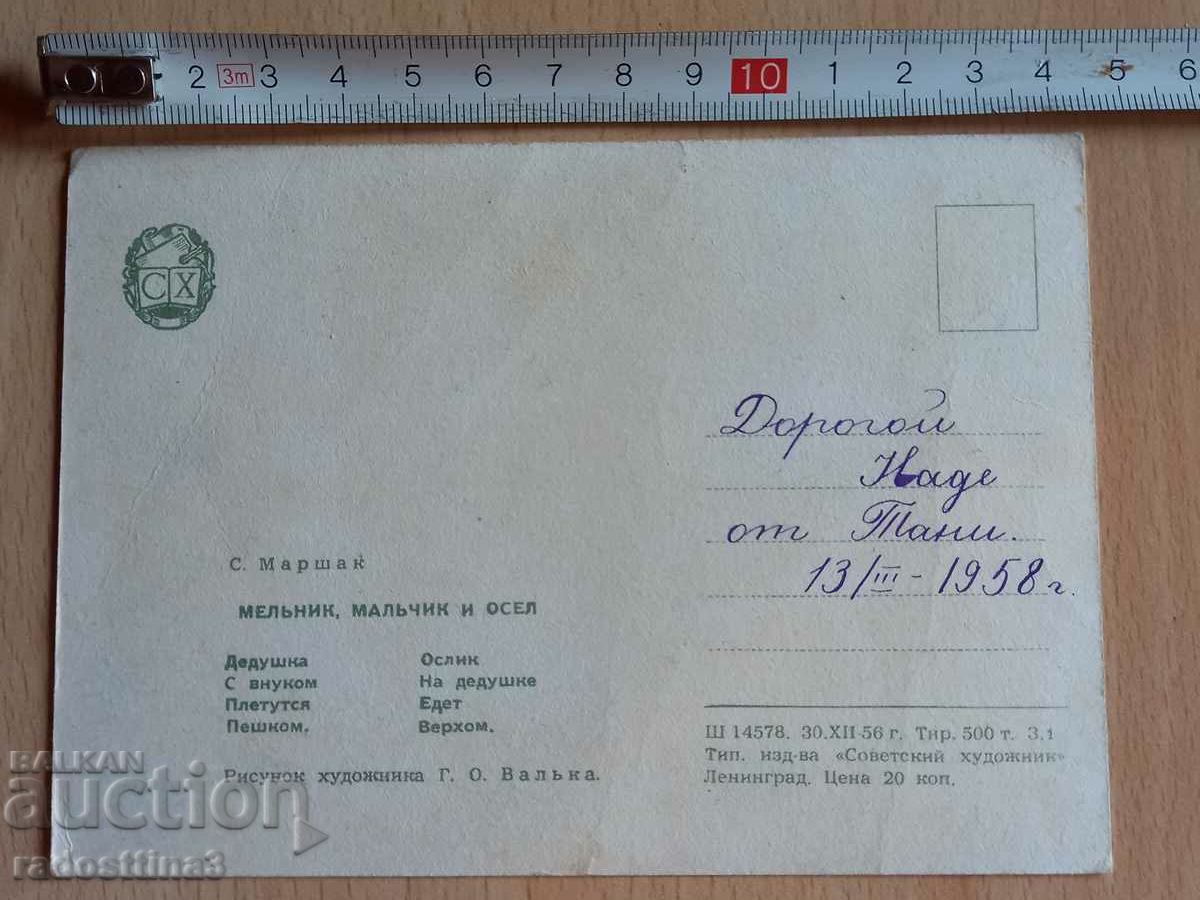 2 3m 3 4 5 6 7 8 9 10 1 2 3 4 5 6
СХ
Дорогой
Наде
от Тани.
13/III - 1958 г.
С. Маршак
МЕЛЬНИК, МАЛЬЧИК И ОСЕЛ
Дедушка
С внуком
Плетутся
Пешком.
Ослик
На дедушке
Едет
Верхом.
Рисунок художника Г. О. Валька.
Ш 14578. 30.XII-56 г. Тир. 500 т. З.1
Тип. изд-ва «Советский художник»
Ленинград. Цена 20 коп.
BALKAN
auction
radosttina3